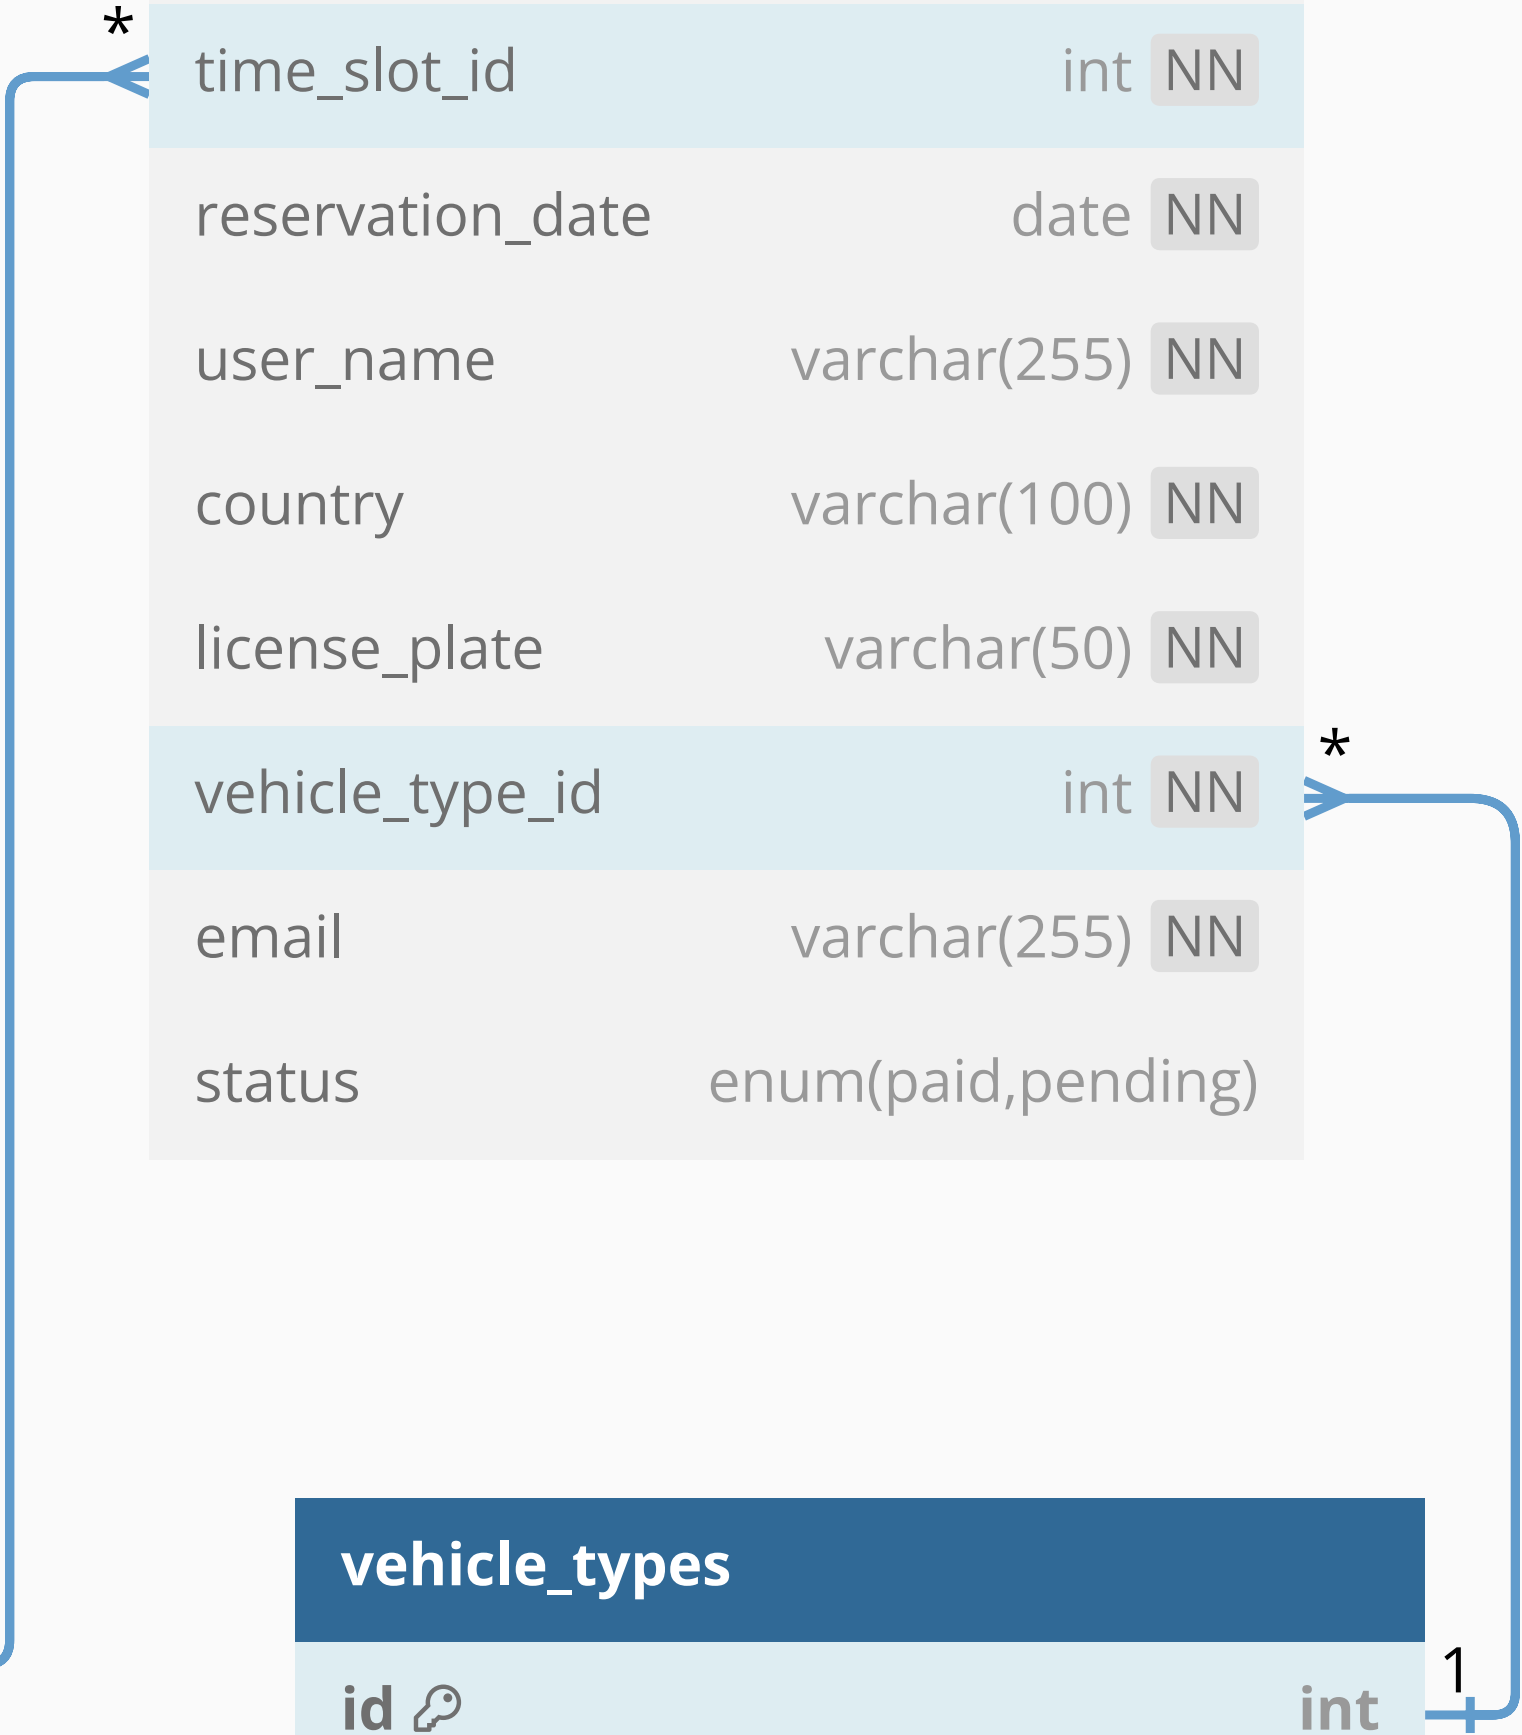 *
time_slot_id int NN
reservation_date date NN
user_name varchar(255) NN
country varchar(100) NN
license_plate varchar(50) NN
*
vehicle_type_id int NN
email varchar(255) NN
status enum(paid,pending)
vehicle_types
1
id int